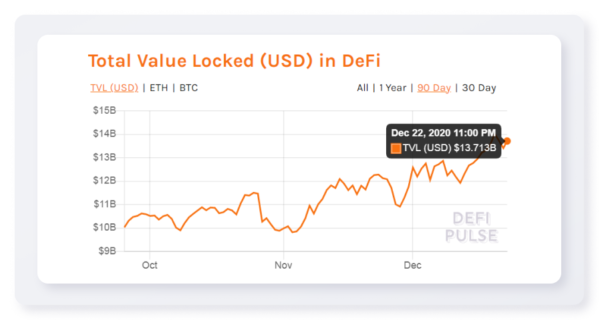 Total Value Locked (USD) in DeFi
TVL (USD) | ETH | BTC
All | 1 Year | 90 Day | 30 Day
$15B
$14B
$13B
$12B
$11B
$10B
$9B
Dec 22, 2020 11:00 PM
TVL (USD) $13.713B
DEFI
PULSE
Oct
Nov
Dec